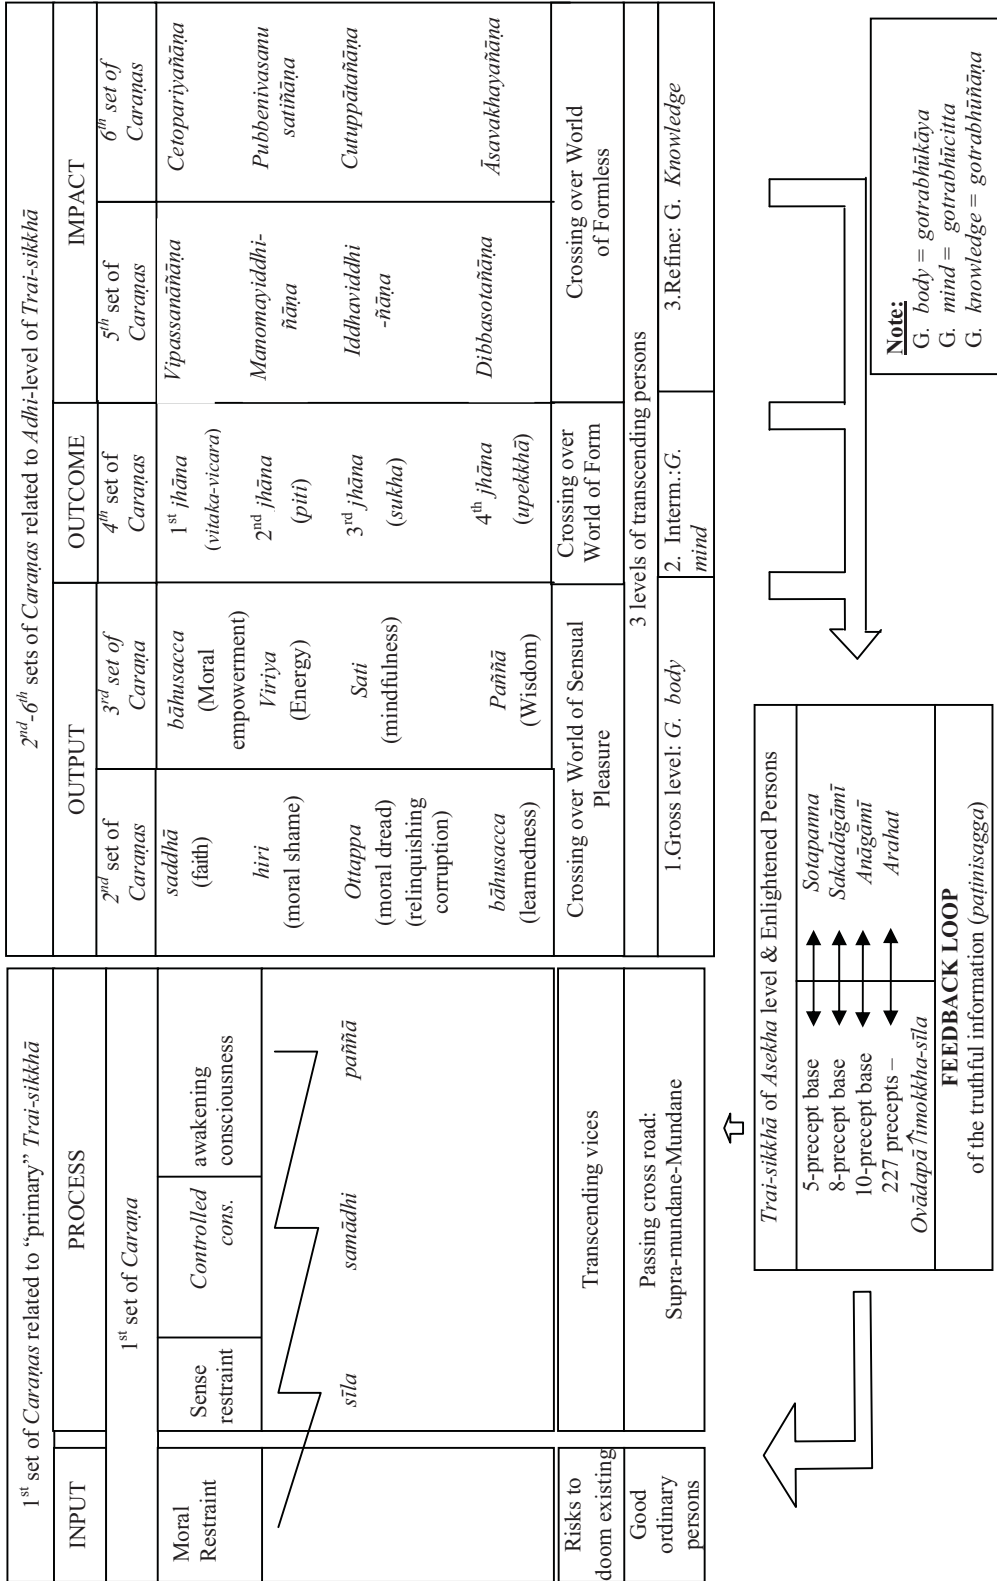 1st set of Caraṇas related to “primary” Trai-sikkhā
INPUT
PROCESS
1st set of Caraṇa
Moral
Restraint
Sense
restraint
Controlled
cons.
awakening
consciousness
sīla
samādhi
paññā
Risks to
doom existing
Transcending vices
Good
ordinary
persons
Passing cross road:
Supra-mundane-Mundane
2nd-6th sets of Caraṇas related to Adhi-level of Trai-sikkhā
OUTPUT
OUTCOME
IMPACT
2nd set of
Caraṇas
3rd set of
Caraṇa
4th set of
Caraṇas
5th set of
Caraṇas
6th set of
Caraṇas
saddhā
(faith)
hiri
(moral shame)
Ottappa
(moral dread)
(relinquishing
corruption)
bāhusacca
(learnedness)
bāhusacca
(Moral
empowerment)
Viriya
(Energy)
Sati
(mindfulness)
Paññā
(Wisdom)
1st jhāna
(vitaka-vicara)
2nd jhāna
(piti)
3rd jhāna
(sukha)
4th jhāna
(upekkhā)
Vipassanāñāṇa
Manomayiddhi-
ñāṇa
Iddhaviddhi
-ñāṇa
Dibbasotañāṇa
Cetopariyañāṇa
Pubbenivasanu
satiñāṇa
Cutuppātañāṇa
Āsavakhayañāṇa
Crossing over World of Sensual
Pleasure
Crossing over
World of Form
Crossing over World
of Formless
3 levels of transcending persons
1.Gross level: G. body
2. Interm.:G.
mind
3.Refine: G. Knowledge
Trai-sikkhā of Asekha level & Enlightened Persons
5-precept base
8-precept base
10-precept base
227 precepts –
Ovādapāƒimokkha-sīla
Sotapanna
Sakadāgāmī
Anāgāmī
Arahat
FEEDBACK LOOP
of the truthful information (paṭinisagga)
Note:
G. body = gotrabhūkāya
G. mind = gotrabhūcitta
G. knowledge = gotrabhūñāṇa